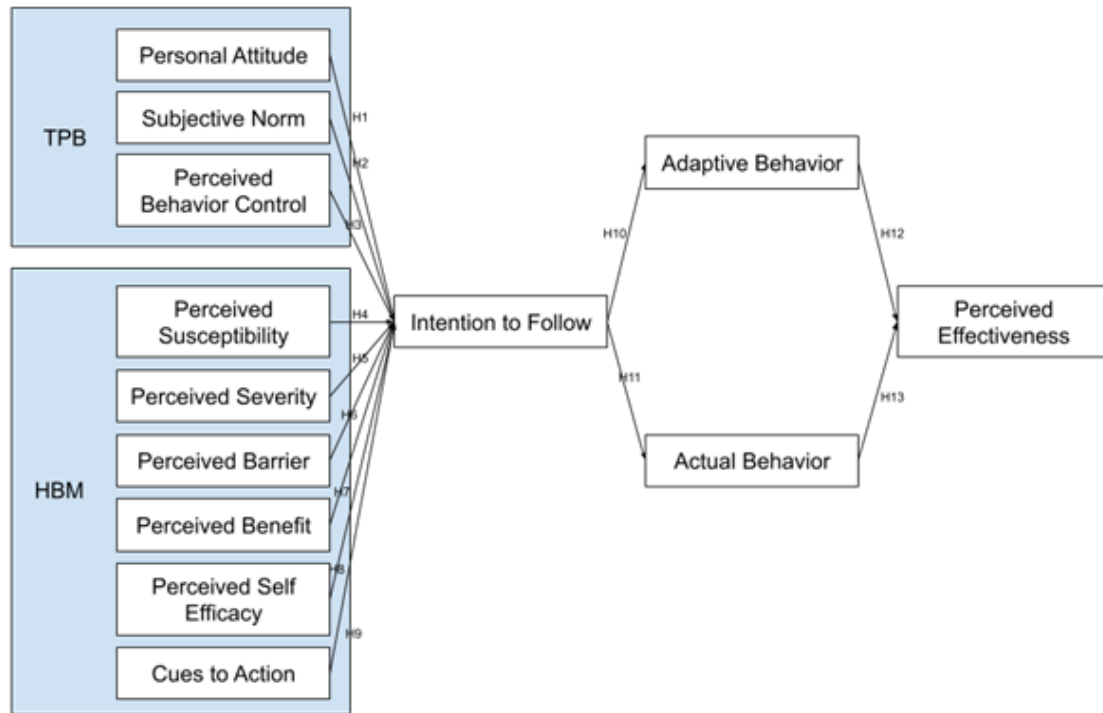 TPB
Personal Attitude
Subjective Norm
Perceived
Behavior Control
H1
H2
H3
HBM
Perceived
Susceptibility
Perceived Severity
Perceived Barrier
Perceived Benefit
Perceived Self
Efficacy
Cues to Action
H4
H5
H6
H7
H8
H9
Intention to Follow
H10
H11
Adaptive Behavior
Actual Behavior
H12
H13
Perceived
Effectiveness